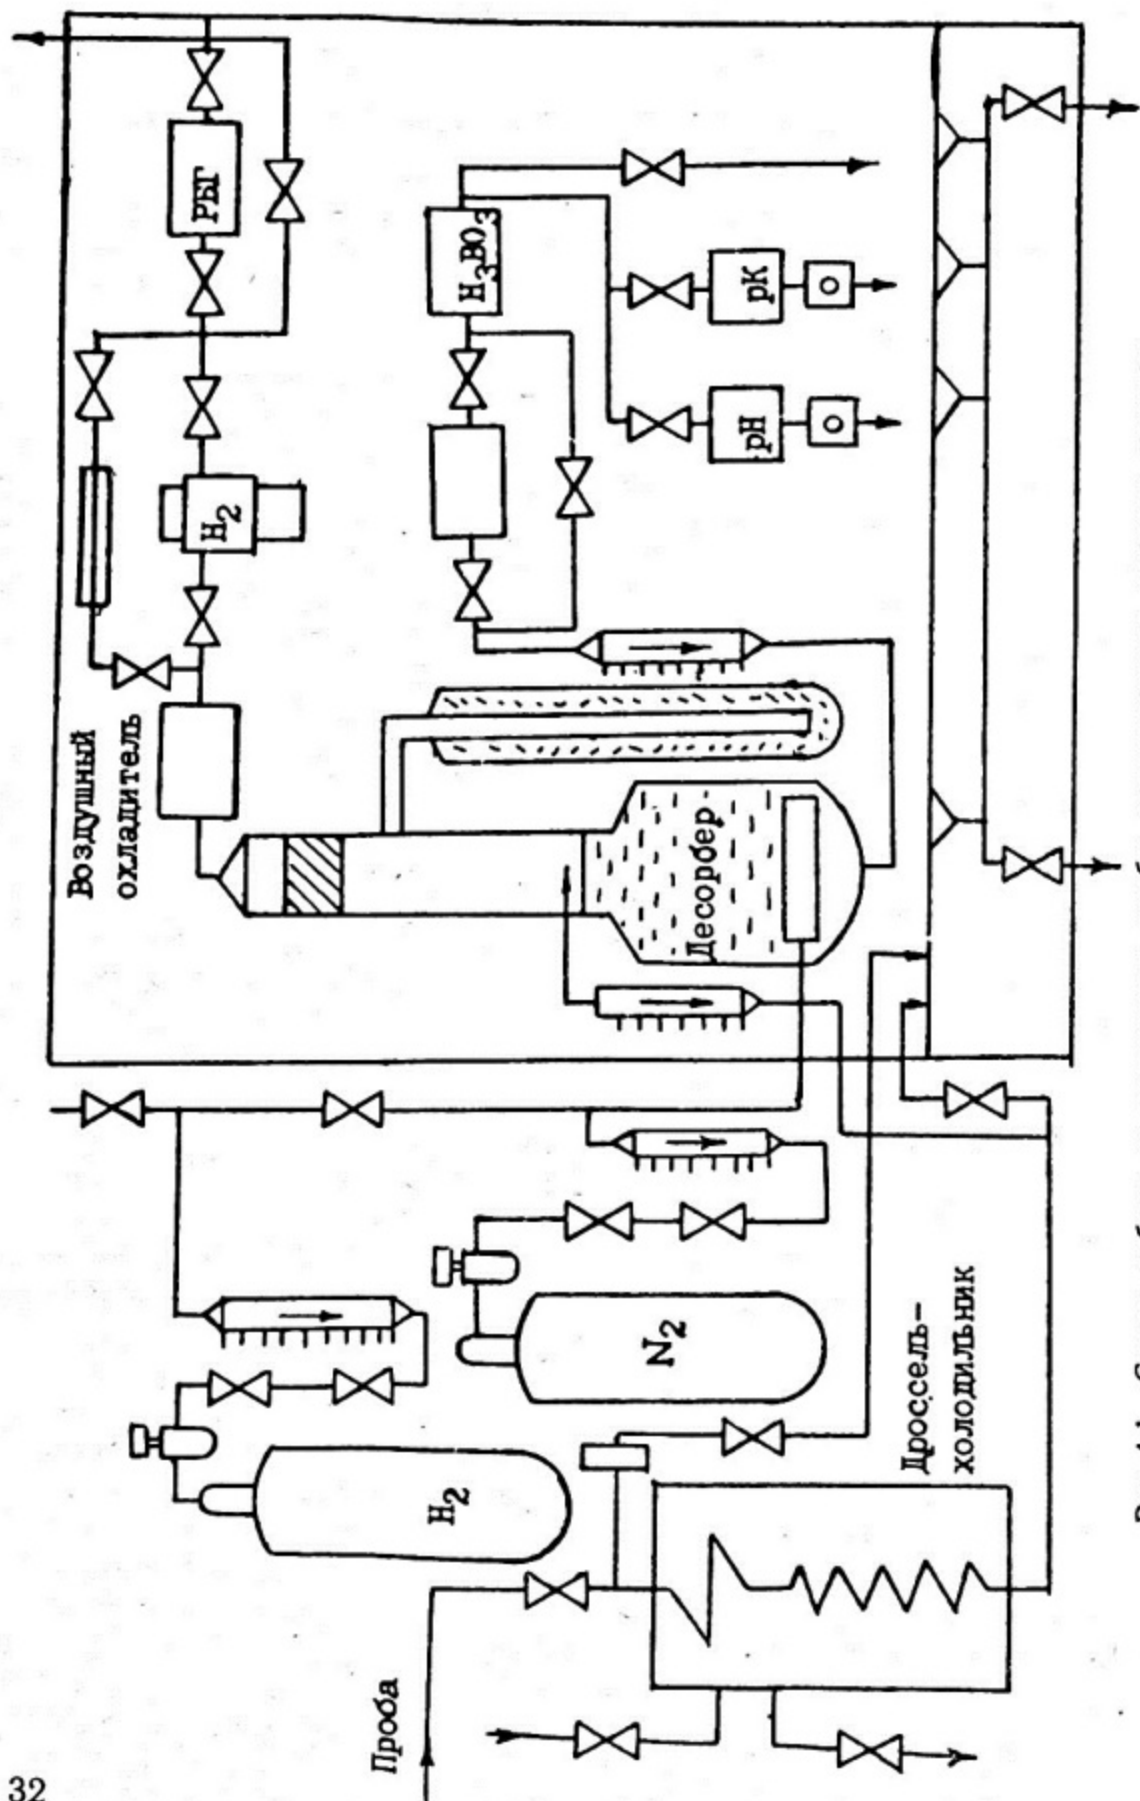 32
РБГ
H₃BO₃
pK
pH
H₂
Воздушный
охладитель
Десорбер
N₂
H₂
Дроссель-
холодильник
Проба